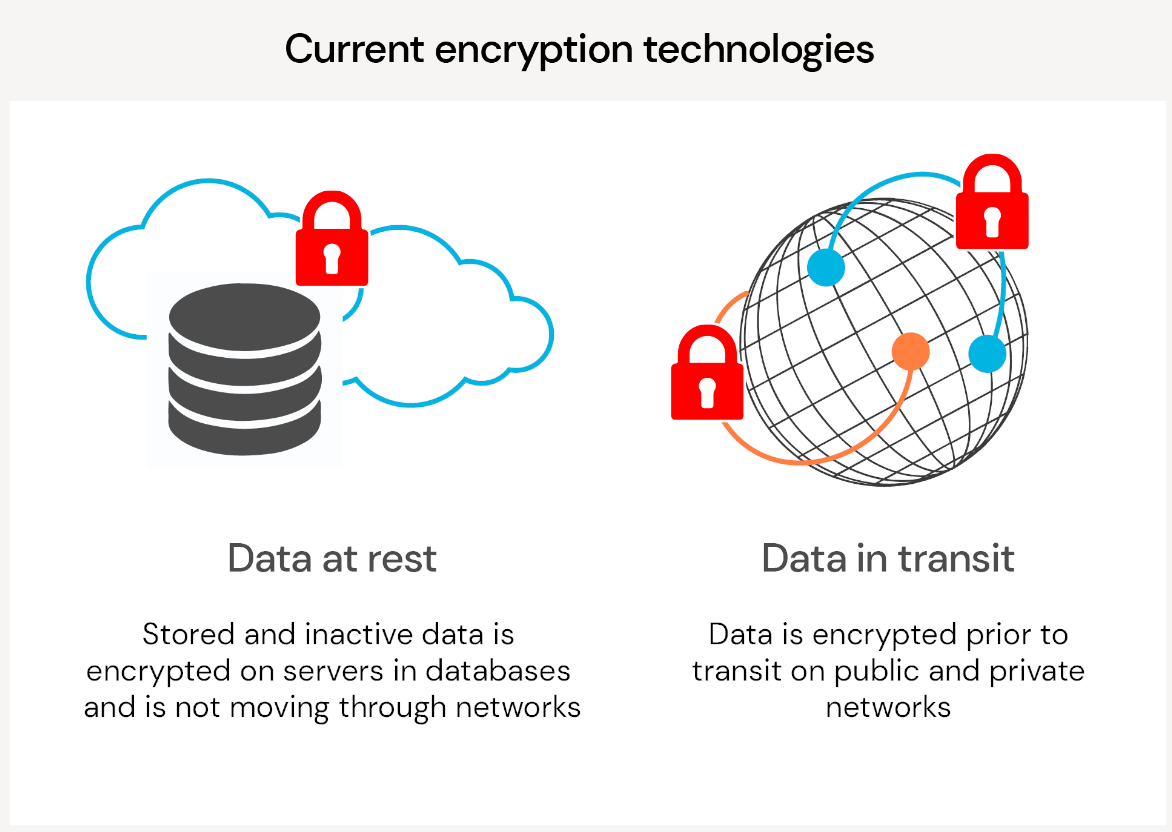 Current encryption technologies
Data at rest
Stored and inactive data is
encrypted on servers in databases
and is not moving through networks
Data in transit
Data is encrypted prior to
transit on public and private
networks